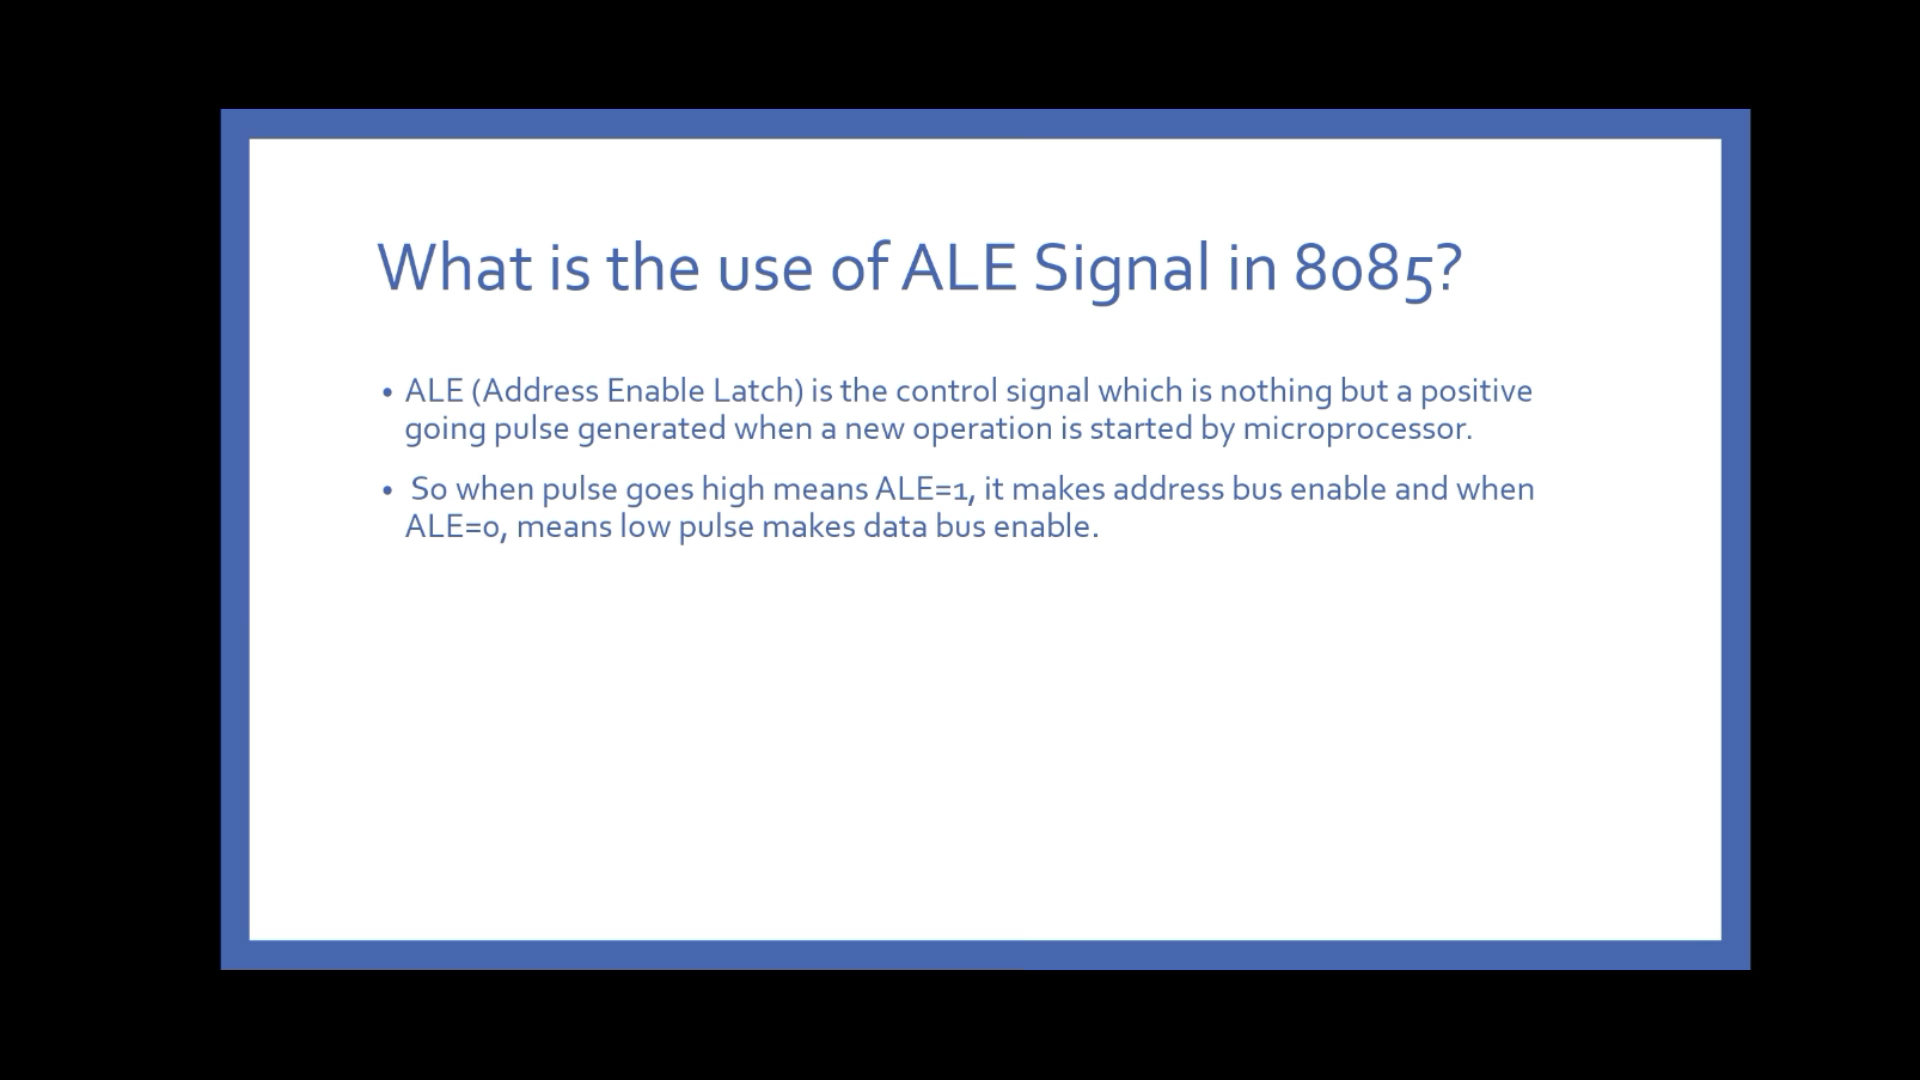 What is the use of ALE Signal in 8085?
• ALE (Address Enable Latch) is the control signal which is nothing but a positive
going pulse generated when a new operation is started by microprocessor.
• So when pulse goes high means ALE=1, it makes address bus enable and when
ALE=0, means low pulse makes data bus enable.